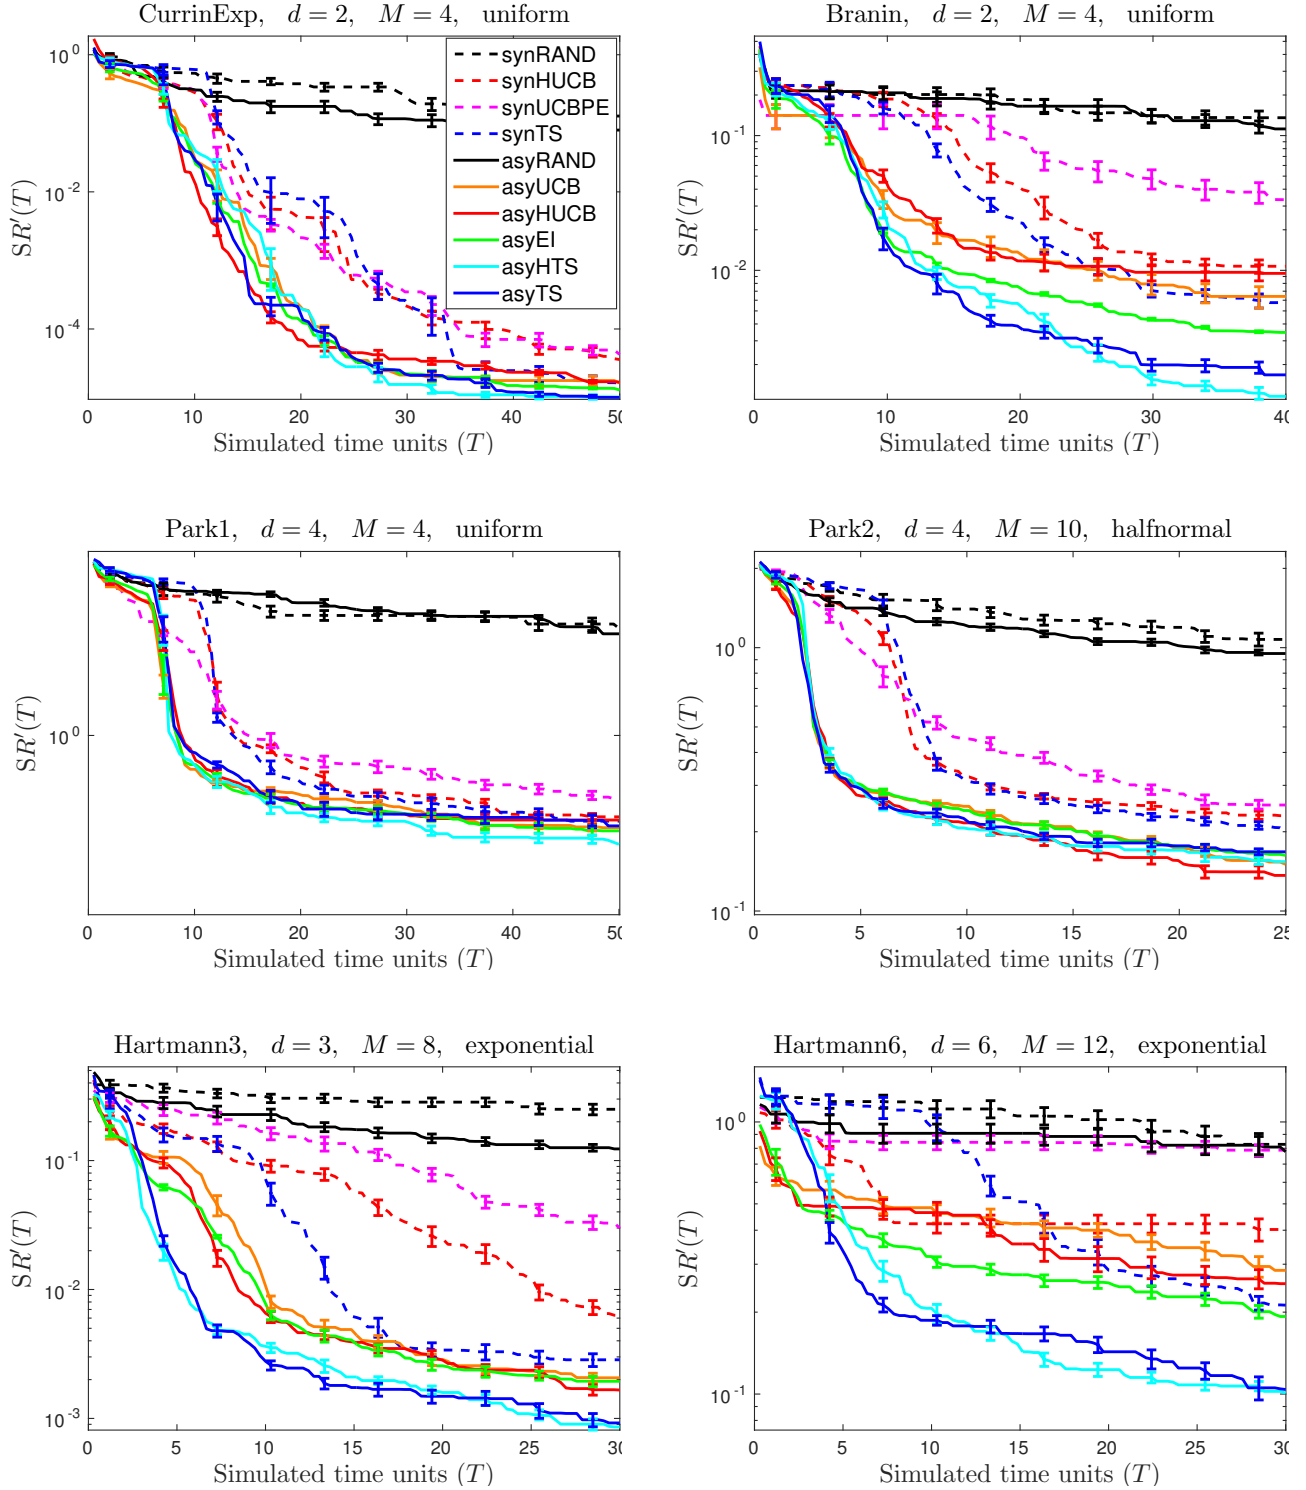 CurrinExp, d = 2, M = 4, uniform
SR′(T)
10^0
10^-2
10^-4
synRAND
synHUCB
synUCBPE
synTS
asyRAND
asyUCB
asyHUCB
asyEI
asyHTS
asyTS
0 10 20 30 40 50
Simulated time units (T)
Branin, d = 2, M = 4, uniform
SR′(T)
10^-1
10^-2
0 10 20 30 40
Simulated time units (T)
Park1, d = 4, M = 4, uniform
SR′(T)
10^0
0 10 20 30 40 50
Simulated time units (T)
Park2, d = 4, M = 10, halfnormal
SR′(T)
10^0
10^-1
0 5 10 15 20 25
Simulated time units (T)
Hartmann3, d = 3, M = 8, exponential
SR′(T)
10^-1
10^-2
10^-3
0 5 10 15 20 25 30
Simulated time units (T)
Hartmann6, d = 6, M = 12, exponential
SR′(T)
10^0
10^-1
0 5 10 15 20 25 30
Simulated time units (T)